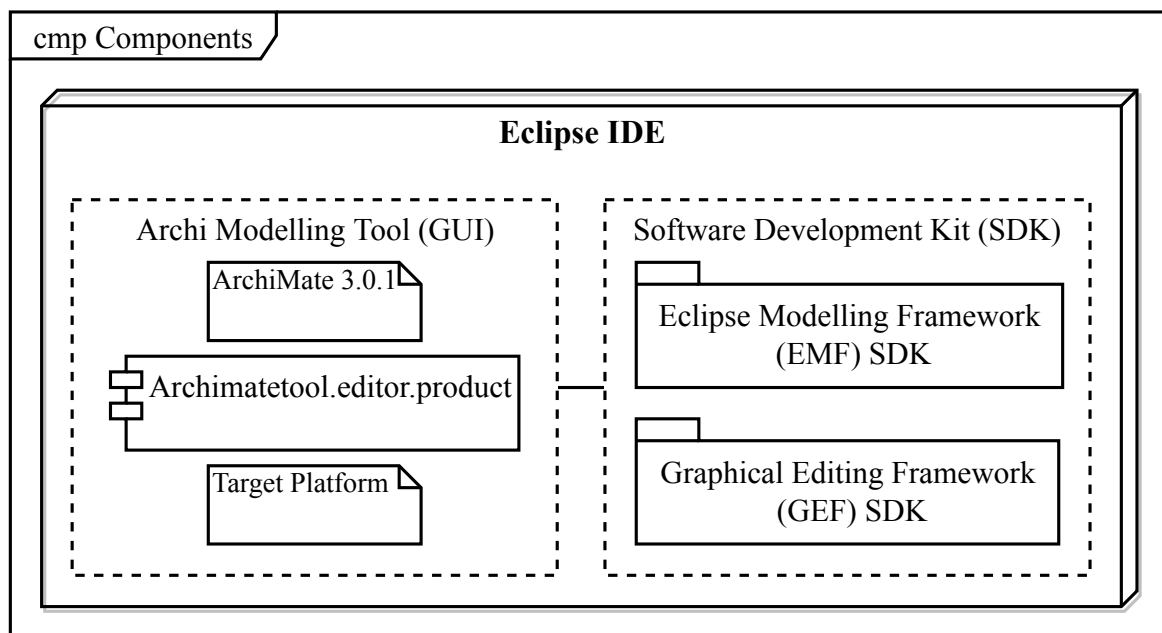 cmp Components
Eclipse IDE
Archi Modelling Tool (GUI)
ArchiMate 3.0.1
Archimatetool.editor.product
Target Platform
Software Development Kit (SDK)
Eclipse Modelling Framework
(EMF) SDK
Graphical Editing Framework
(GEF) SDK